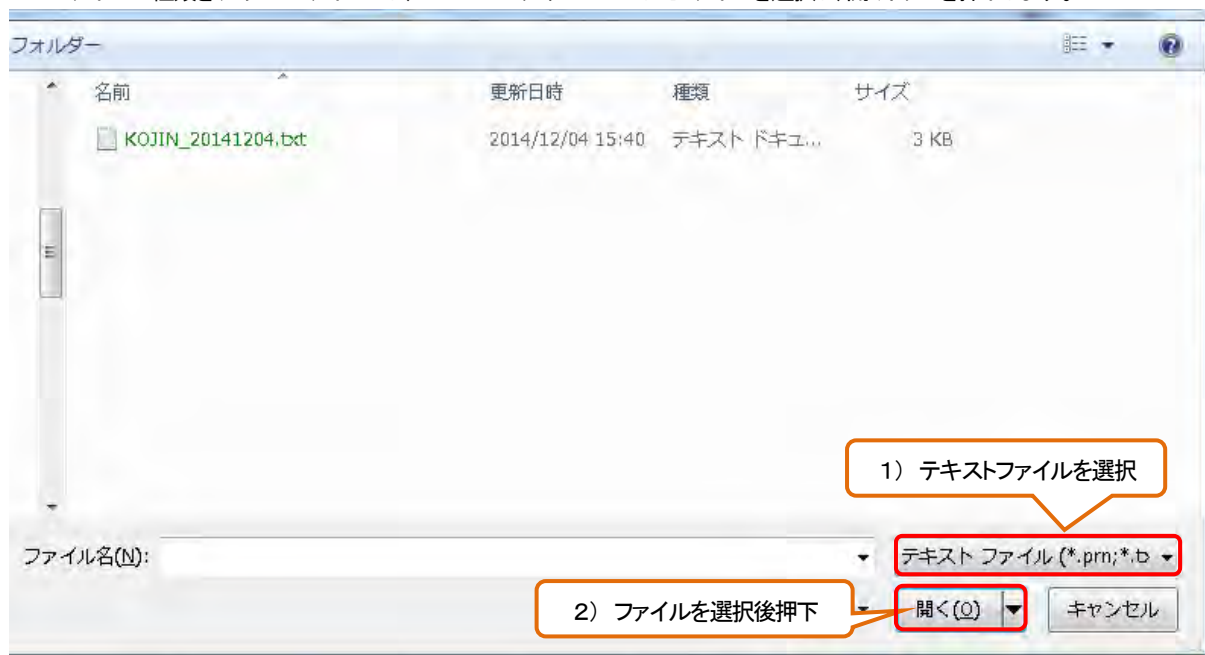 フォルダー
名前 更新日時 種類 サイズ
KOJIN_20141204.txt 2014/12/04 15:40 テキスト ドキュ... 3 KB
1） テキストファイルを選択
ファイル名(N): テキスト ファイル (*.prn;*.t
2） ファイルを選択後押下 開く(O) キャンセル